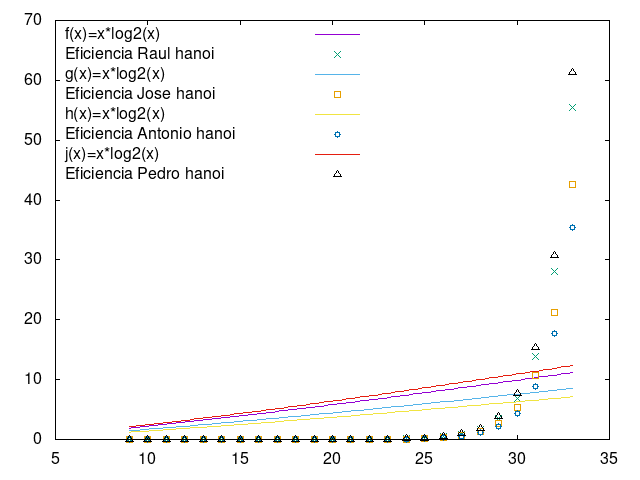 70
60
50
40
30
20
10
0
5
10
15
20
25
30
35
f(x)=x*log2(x)
Eficiencia Raul hanoi
g(x)=x*log2(x)
Eficiencia Jose hanoi
h(x)=x*log2(x)
Eficiencia Antonio hanoi
j(x)=x*log2(x)
Eficiencia Pedro hanoi